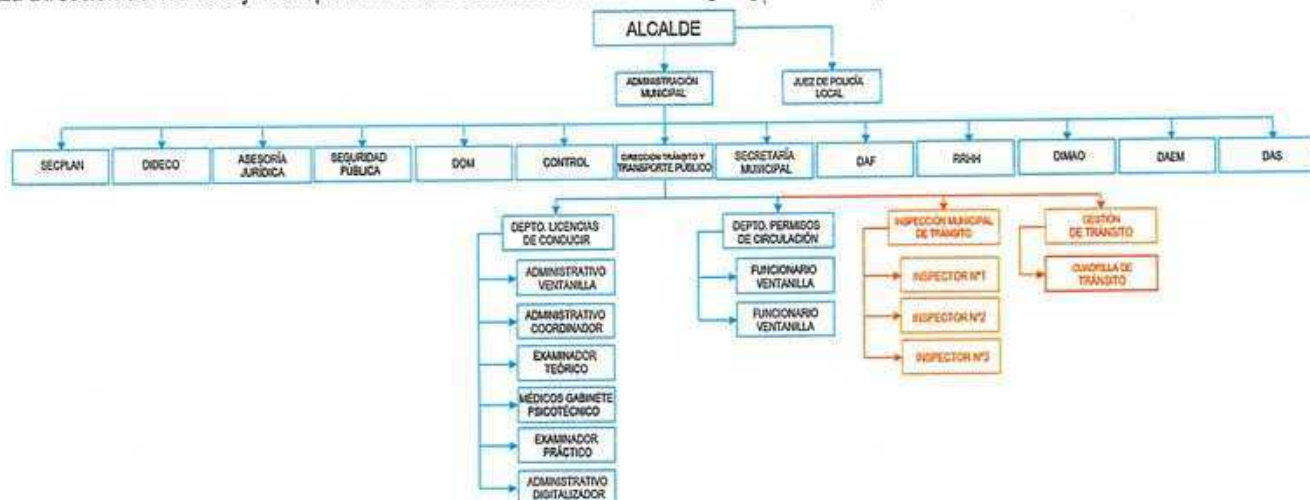 ALCALDE
ADMINISTRACIÓN
MUNICIPAL
JUEZ DE POLICÍA
LOCAL
SECPLAN
DIDECO
ASESORÍA
JURÍDICA
SEGURIDAD
PÚBLICA
DOM
CONTROL
DIRECCIÓN TRÁNSITO Y
TRANSPORTE PÚBLICO
SECRETARÍA
MUNICIPAL
DAF
RRHH
DIMAO
DAEM
DAS
DEPTO. LICENCIAS
DE CONDUCIR
ADMINISTRATIVO
VENTANILLA
ADMINISTRATIVO
COORDINADOR
EXAMINADOR
TEÓRICO
MÉDICOS GABINETE
PSICOTÉCNICO
EXAMINADOR
PRÁCTICO
ADMINISTRATIVO
DIGITALIZADOR
DEPTO. PERMISOS
DE CIRCULACIÓN
FUNCIONARIO
VENTANILLA
FUNCIONARIO
VENTANILLA
INSPECCIÓN MUNICIPAL
DE TRÁNSITO
INSPECTOR Nº1
INSPECTOR Nº2
INSPECTOR Nº3
GESTIÓN
DE TRÁNSITO
CUADRILLA DE
TRÁNSITO